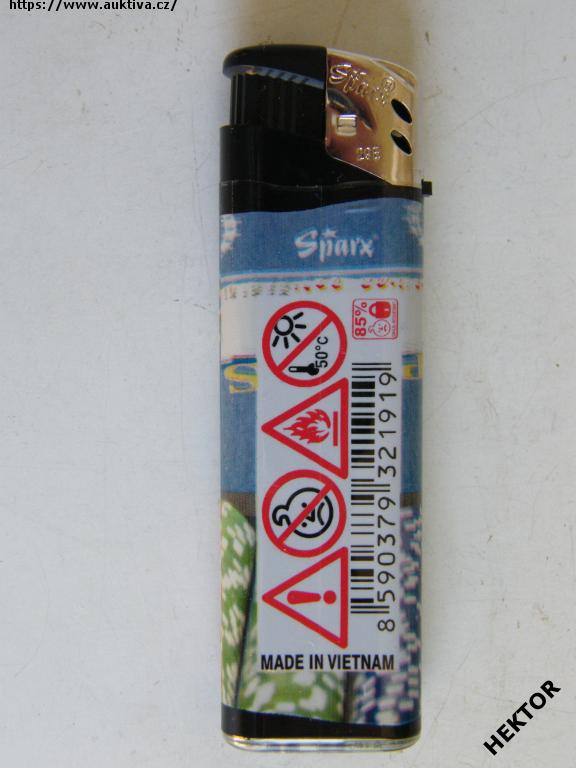 https://www.auktiva.cz/
Sparx
Sparx
50°C
85%
8 590379 321919
MADE IN VIETNAM
HEKTOR